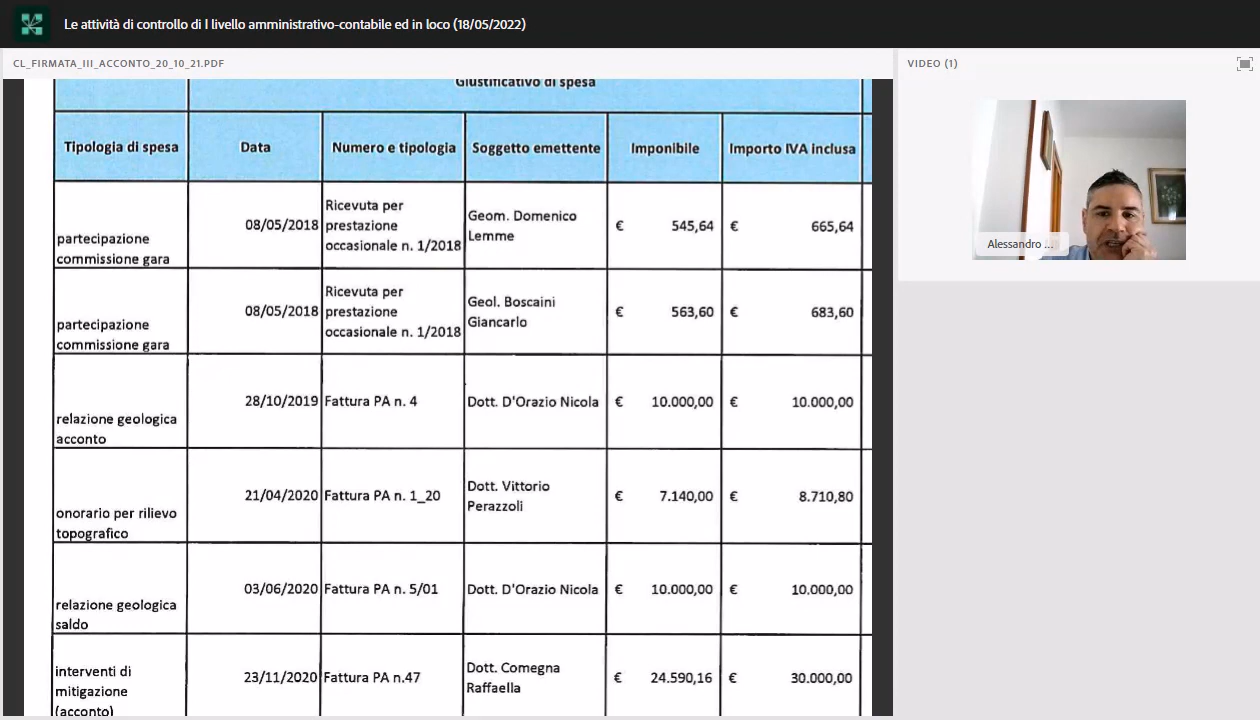 Le attività di controllo di I livello amministrativo-contabile ed in loco (18/05/2022)
CL_FIRMATA_III_ACCONTO_20_10_21.PDF
VIDEO (1)
Giustificativo di spesa
Tipologia di spesa Data Numero e tipologia Soggetto emettente Imponibile Importo IVA inclusa
partecipazione
commissione gara
08/05/2018
Ricevuta per
prestazione
occasionale n. 1/2018
Geom. Domenico
Lemme
€ 545,64 € 665,64
partecipazione
commissione gara
08/05/2018
Ricevuta per
prestazione
occasionale n. 1/2018
Geol. Boscaini
Giancarlo
€ 563,60 € 683,60
relazione geologica
acconto
28/10/2019 Fattura PA n. 4 Dott. D'Orazio Nicola € 10.000,00 € 10.000,00
onorario per rilievo
topografico
21/04/2020 Fattura PA n. 1_20
Dott. Vittorio
Perazzoli
€ 7.140,00 € 8.710,80
relazione geologica
saldo
03/06/2020 Fattura PA n. 5/01 Dott. D'Orazio Nicola € 10.000,00 € 10.000,00
interventi di
mitigazione
(acconto)
23/11/2020 Fattura PA n.47
Dott. Comegna
Raffaella
€ 24.590,16 € 30.000,00
Alessandro ...